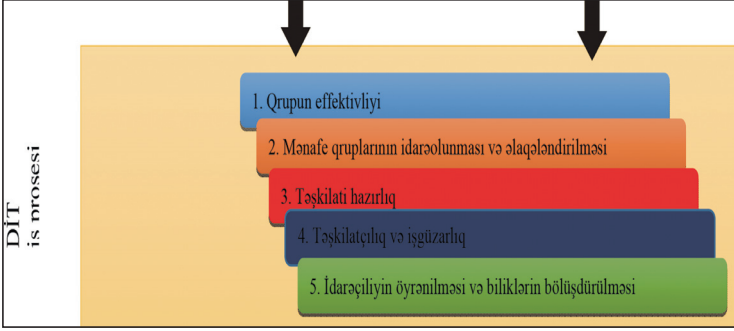 DİT
iş prosesi
1. Qrupun effektivliyi
2. Mənafe qruplarının idarəolunması və əlaqələndirilməsi
3. Təşkilati hazırlıq
4. Təşkilatçılıq və işgüzarlıq
5. İdarəçiliyin öyrənilməsi və biliklərin bölüşdürülməsi